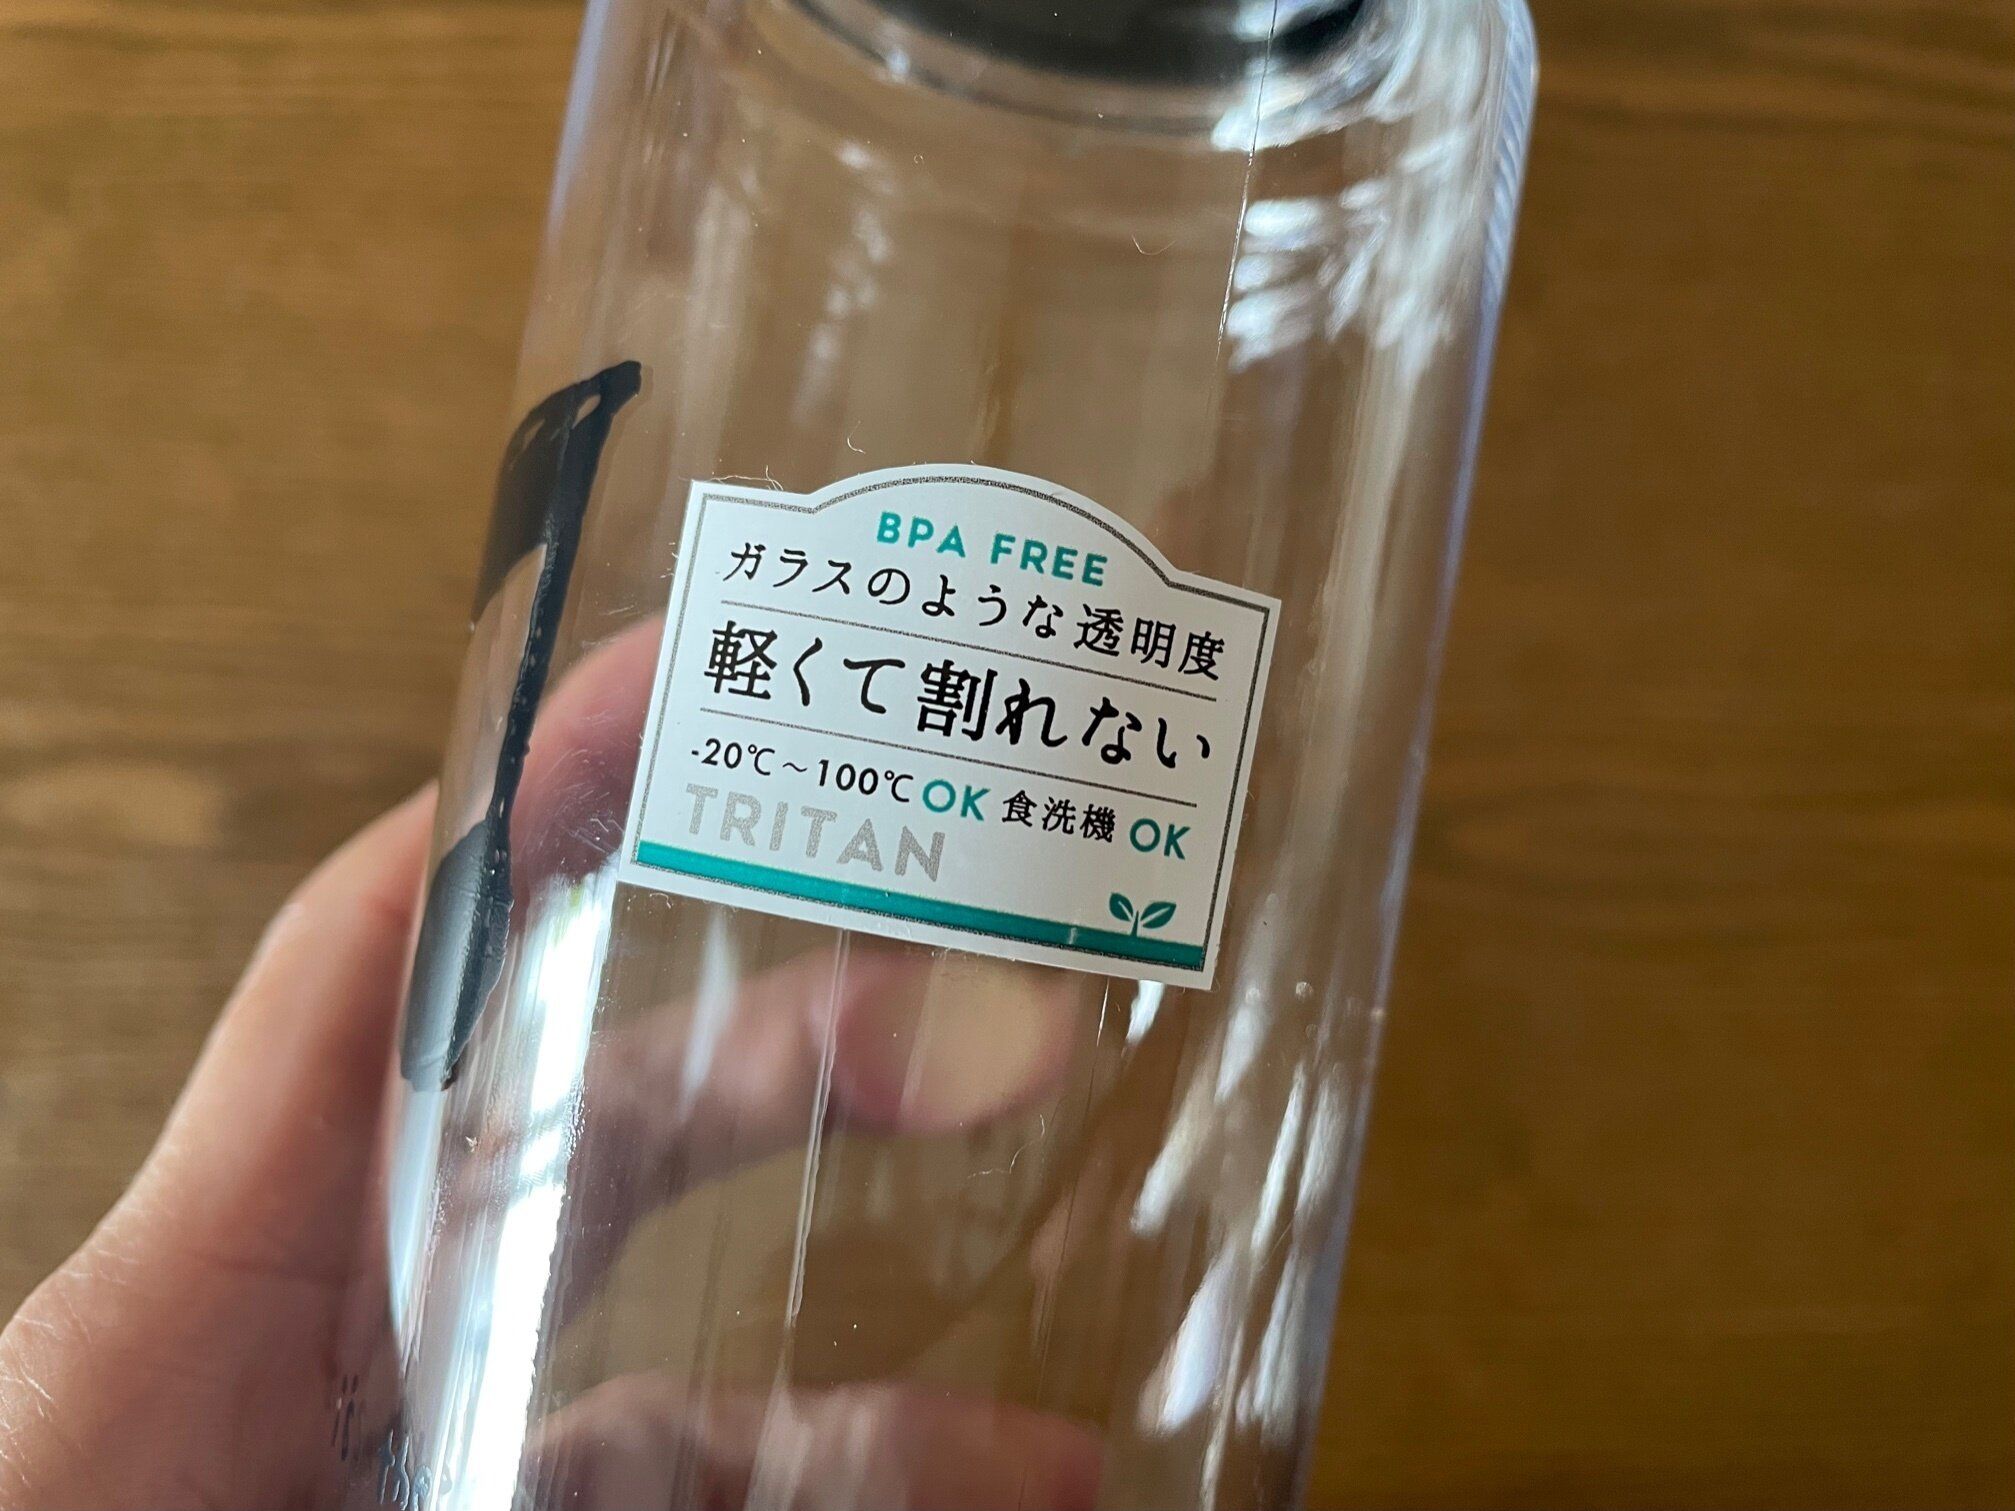 BPA FREE
ガラスのような透明度
軽くて割れない
-20℃～100℃ OK 食洗機 OK
TRITAN